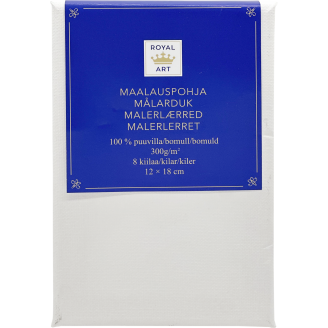 ROYAL
ART
MAALAUSPOHJA
MÅLARDUK
MALERLÆRRED
MALERLERRET
100 % puuvilla/bomull/bomuld
300g/m²
8 kiilaa/kilar/kiler
12 × 18 cm